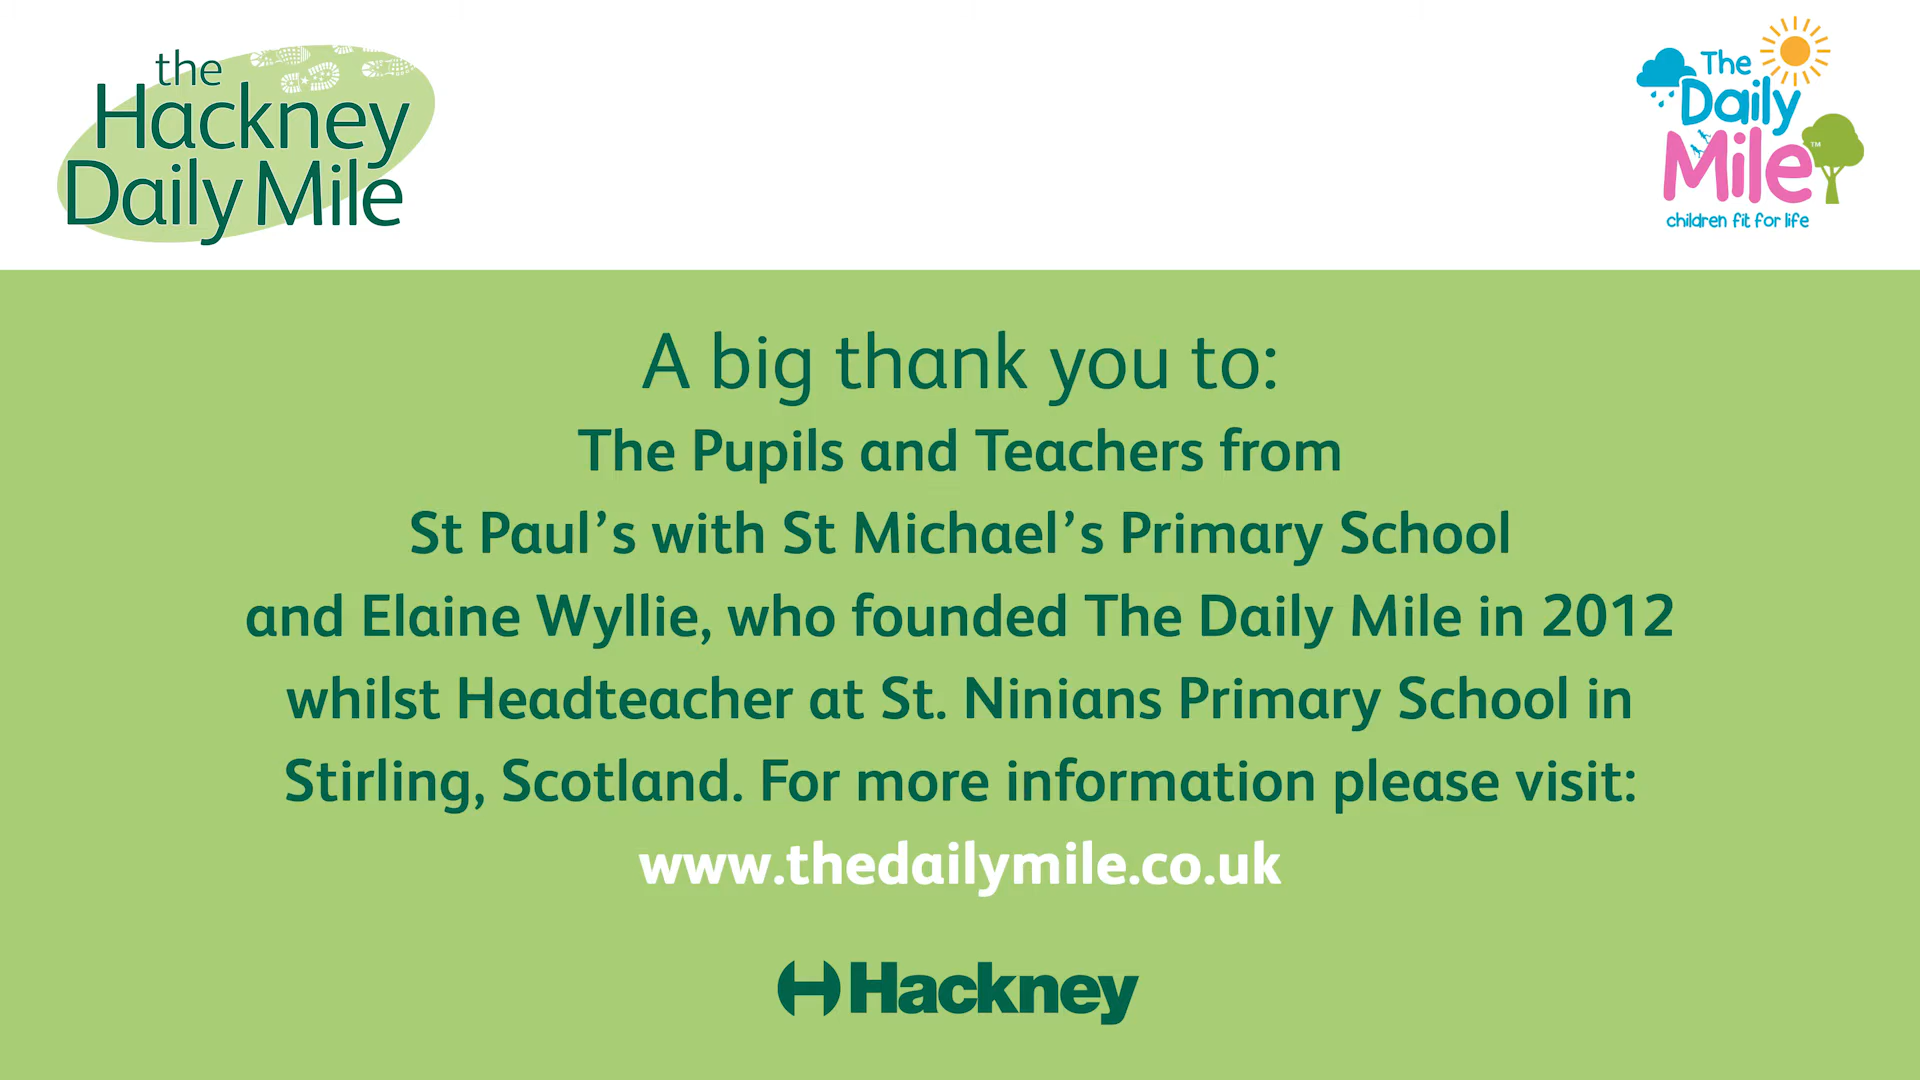 the
Hackney
Daily Mile
The
Daily
Mile™
children fit for life
A big thank you to:
The Pupils and Teachers from
St Paul’s with St Michael’s Primary School
and Elaine Wyllie, who founded The Daily Mile in 2012
whilst Headteacher at St. Ninians Primary School in
Stirling, Scotland. For more information please visit:
www.thedailymile.co.uk
Hackney